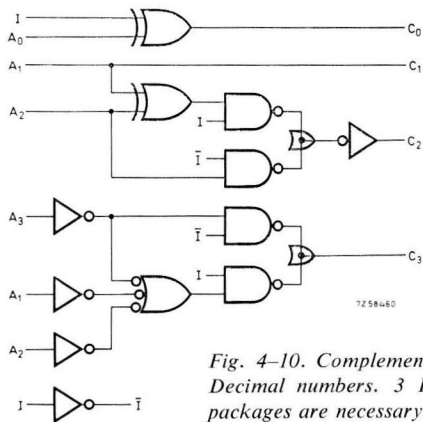 I
A₀
C₀
A₁
C₁
A₂
I
Ī
C₂
A₃
Ī
A₁
I
C₃
A₂
7Z58460
I
Ī
Fig. 4–10. Complemen
Decimal numbers. 3 I
packages are necessary